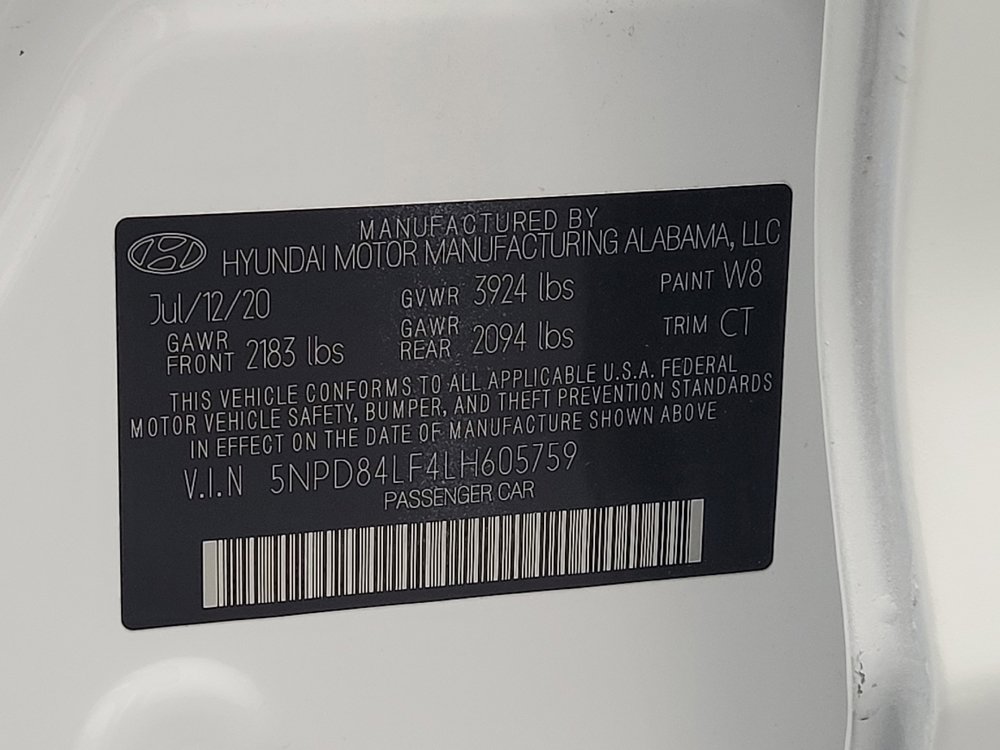 MANUFACTURED BY
HYUNDAI MOTOR MANUFACTURING ALABAMA, LLC
Jul/12/20 GVWR 3924 lbs PAINT W8
GAWR FRONT 2183 lbs GAWR REAR 2094 lbs TRIM CT
THIS VEHICLE CONFORMS TO ALL APPLICABLE U.S.A. FEDERAL
MOTOR VEHICLE SAFETY, BUMPER, AND THEFT PREVENTION STANDARDS
IN EFFECT ON THE DATE OF MANUFACTURE SHOWN ABOVE
V.I.N 5NPD84LF4LH605759
PASSENGER CAR